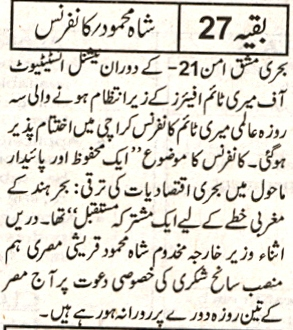 بقیہ 27 شاہ محمود رکانفرنس
بحری مشق امن 21- کے دوران نیشنل انسٹیٹیوٹ
آف میری ٹائم افیئرز کے زیر انتظام ہونے والی سہ
روزہ عالمی میری ٹائم کانفرنس کراچی میں اختتام پذیر
ہوگئی۔ کانفرنس کا موضوع ”ایک محفوظ اور پائیدار
ماحول میں بحری اقتصادیات کی ترقی: بحر ہند کے
مغربی خطے کے لیے ایک مشترکہ مستقبل“ تھا۔ دریں
اثناء وزیر خارجہ مخدوم شاہ محمود قریشی مصری ہم
منصب سامح شکری کی خصوصی دعوت پر آج مصر
کے تین روزہ دورے پر روانہ ہورہے ہیں۔